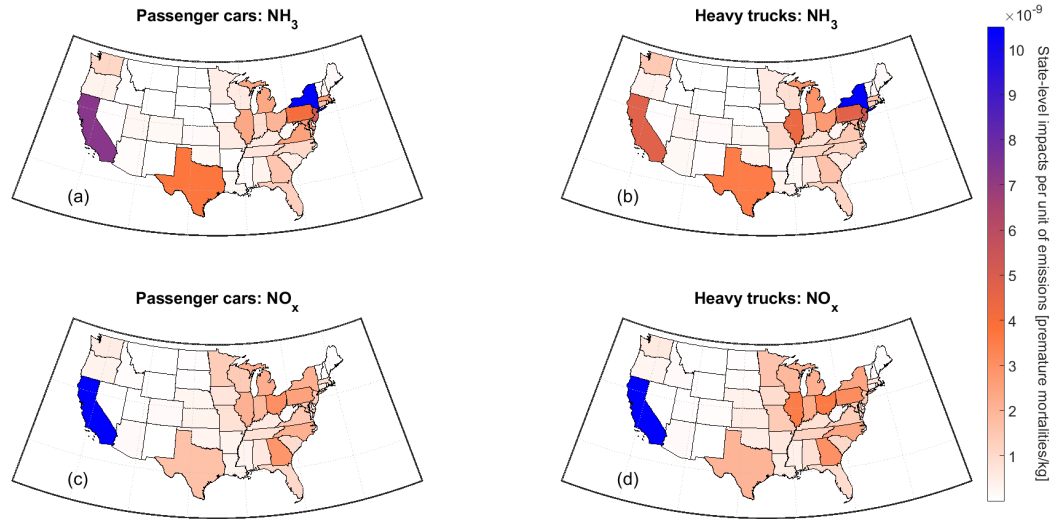 Passenger cars: NH₃
Heavy trucks: NH₃
×10⁻⁹
(a)
(b)
10
9
8
7
6
5
4
3
2
1
State-level impacts per unit of emissions [premature mortalities/kg]
Passenger cars: NOₓ
Heavy trucks: NOₓ
(c)
(d)